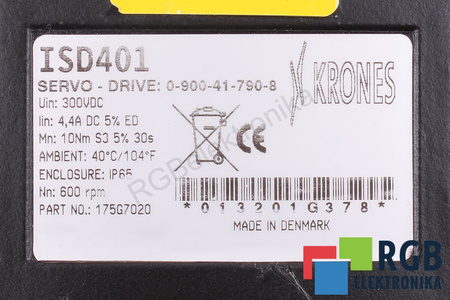 ISD401
SERVO - DRIVE: 0-900-41-790-8
Uin: 300VDC
Iin: 4,4A DC 5% ED
Mn: 10Nm S3 5% 30s
AMBIENT: 40°C/104°F
ENCLOSURE: IP65
Nn: 600 rpm
PART NO.: 175G7020
KRONES
CE
*013201G378*
MADE IN DENMARK
RGBelektronika
RGB
ELEKTRONIKA